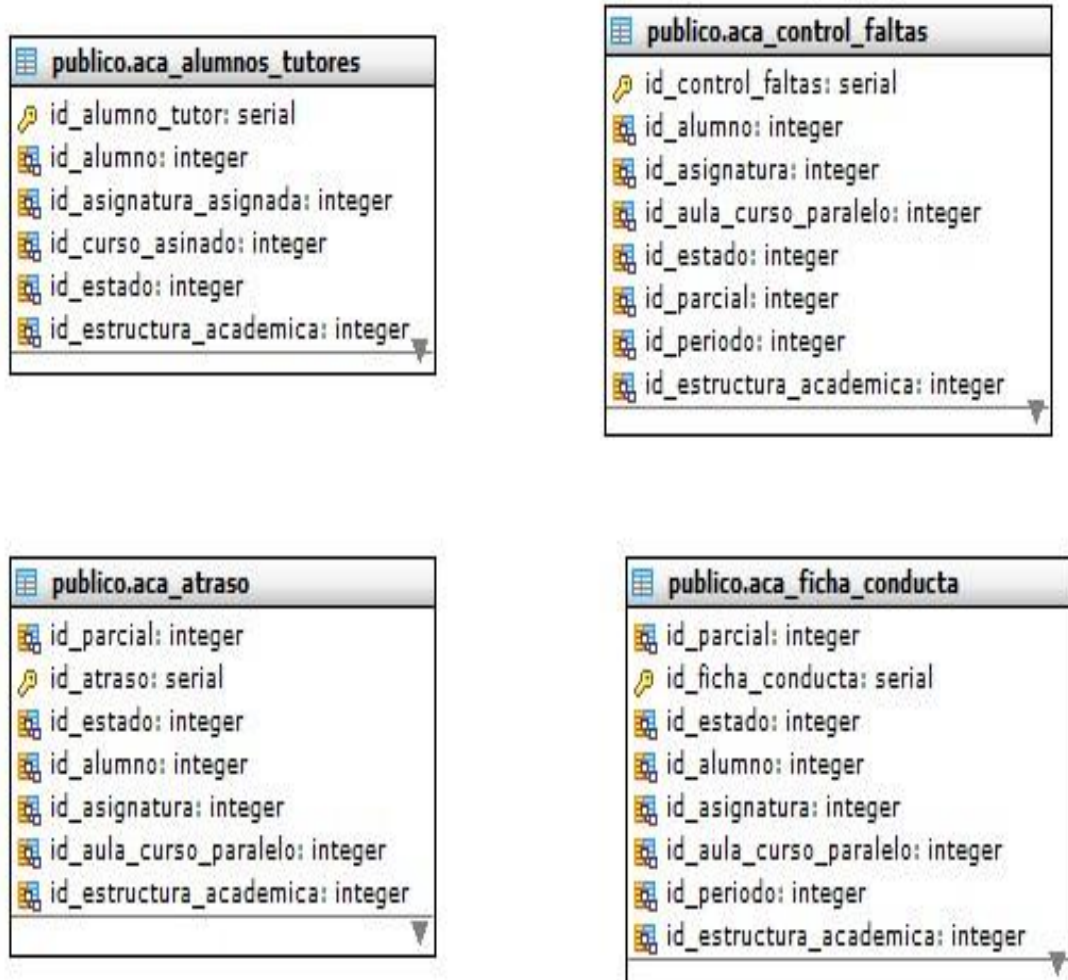 publico.aca_alumnos_tutores
id_alumno_tutor: serial
id_alumno: integer
id_asignatura_asignada: integer
id_curso_asinado: integer
id_estado: integer
id_estructura_academica: integer
publico.aca_control_faltas
id_control_faltas: serial
id_alumno: integer
id_asignatura: integer
id_aula_curso_paralelo: integer
id_estado: integer
id_parcial: integer
id_periodo: integer
id_estructura_academica: integer
publico.aca_atraso
id_parcial: integer
id_atraso: serial
id_estado: integer
id_alumno: integer
id_asignatura: integer
id_aula_curso_paralelo: integer
id_estructura_academica: integer
publico.aca_ficha_conducta
id_parcial: integer
id_ficha_conducta: serial
id_estado: integer
id_alumno: integer
id_asignatura: integer
id_aula_curso_paralelo: integer
id_periodo: integer
id_estructura_academica: integer